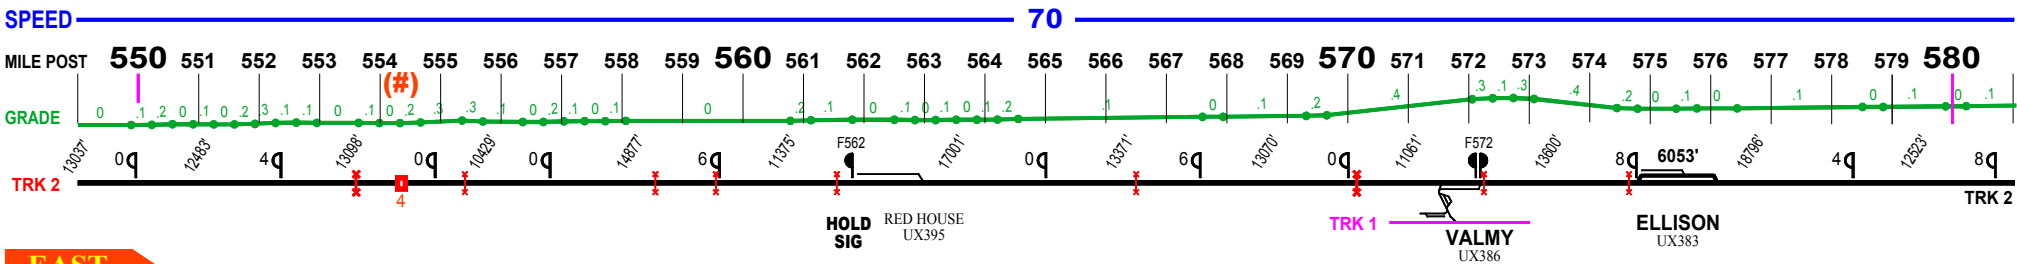 SPEED 70
MILE POST 550 551 552 553 554 555 556 557 558 559 560 561 562 563 564 565 566 567 568 569 570 571 572 573 574 575 576 577 578 579 580
(#)
GRADE 0 .1 .2 0 .1 0 .2 .3 .1 .1 0 .1 0 .2 .3 .3 .1 0 .2 .1 0 .1 0 .2 .1 0 .1 0 .1 0 .1 .2 .1 0 .1 .2 .4 .3 .1 .3 .4 .2 0 .1 0 .1 0 .1 0 .1
13037' 0 12483 4 13098' 0 10429' 0 14877 6 11375 F562 17001' 0 13371' 6 13070 0 11061' F572 13600' 8 6053' 18796 4 12523' 8
TRK 2
4
TRK 2
HOLD
SIG
RED HOUSE
UX395
TRK 1
VALMY
UX386
ELLISON
UX383
EAST